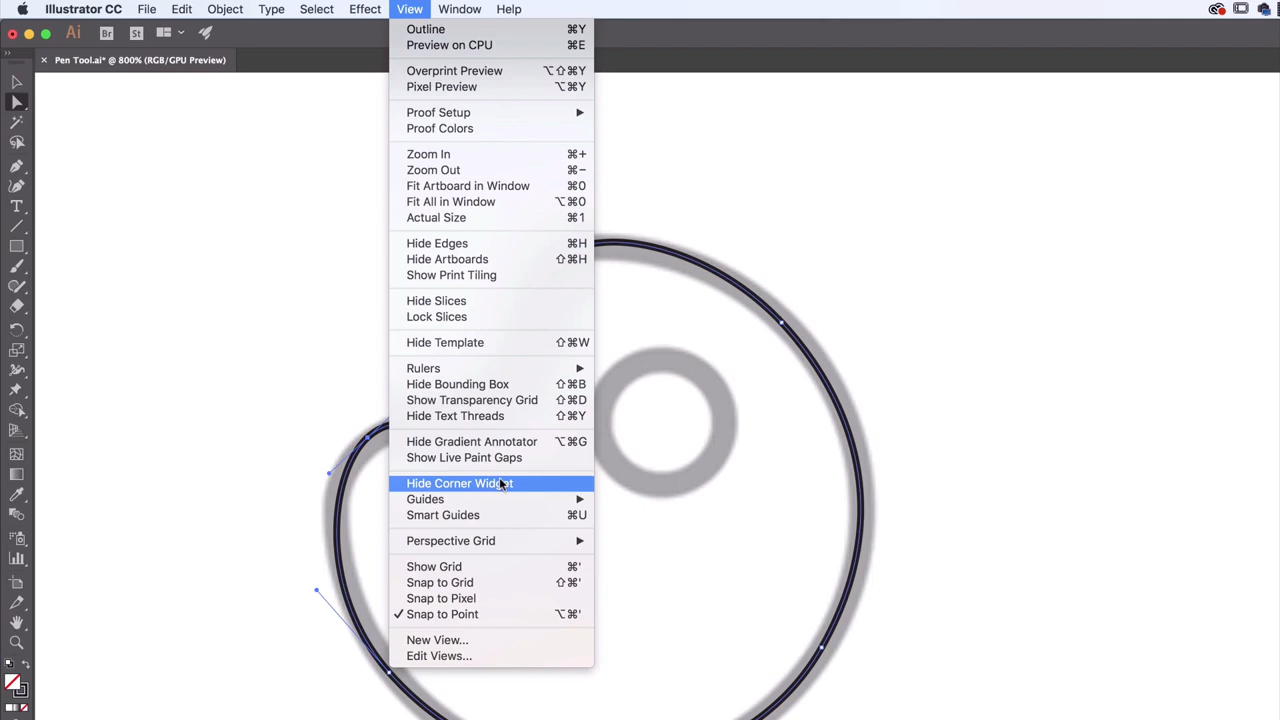 Illustrator CC File Edit Object Type Select Effect View Window Help
Ai Br St
× Pen Tool.ai* @ 800% (RGB/GPU Preview)
Outline ⌘Y
Preview on CPU ⌘E
Overprint Preview ⌥⇧⌘Y
Pixel Preview ⌥⌘Y
Proof Setup ▶
Proof Colors
Zoom In ⌘+
Zoom Out ⌘−
Fit Artboard in Window ⌘0
Fit All in Window ⌥⌘0
Actual Size ⌘1
Hide Edges ⌘H
Hide Artboards ⇧⌘H
Show Print Tiling
Hide Slices
Lock Slices
Hide Template ⇧⌘W
Rulers ▶
Hide Bounding Box ⇧⌘B
Show Transparency Grid ⇧⌘D
Hide Text Threads ⇧⌘Y
Hide Gradient Annotator ⌥⌘G
Show Live Paint Gaps
Hide Corner Widget
Guides ▶
Smart Guides ⌘U
Perspective Grid ▶
Show Grid ⌘'
Snap to Grid ⇧⌘'
Snap to Pixel
✓ Snap to Point ⌥⌘'
New View...
Edit Views...